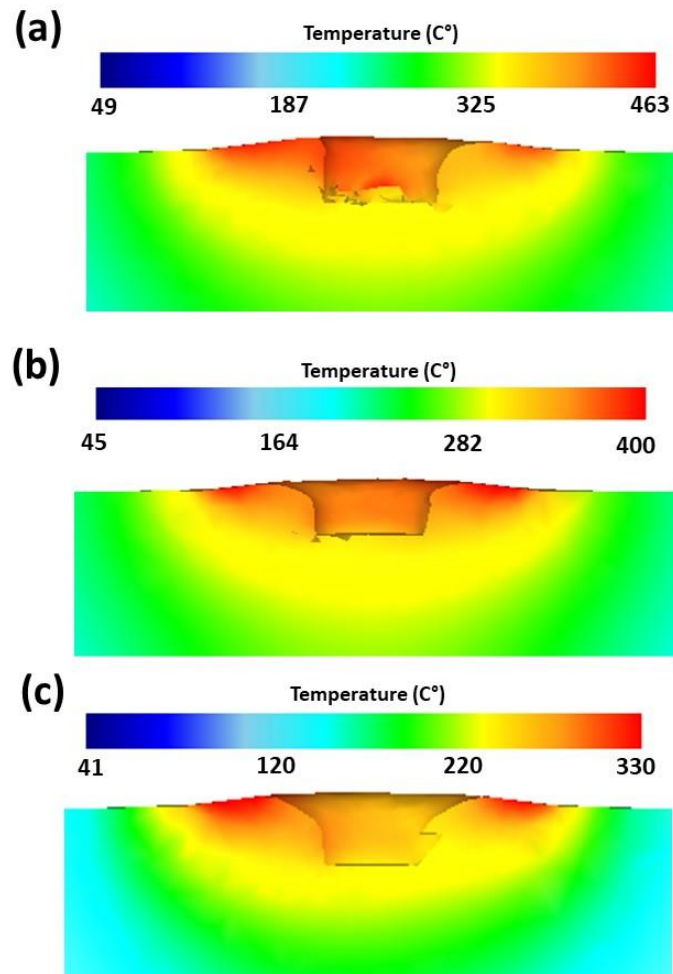 (a)
Temperature (C°)
49 187 325 463
(b)
Temperature (C°)
45 164 282 400
(c)
Temperature (C°)
41 120 220 330